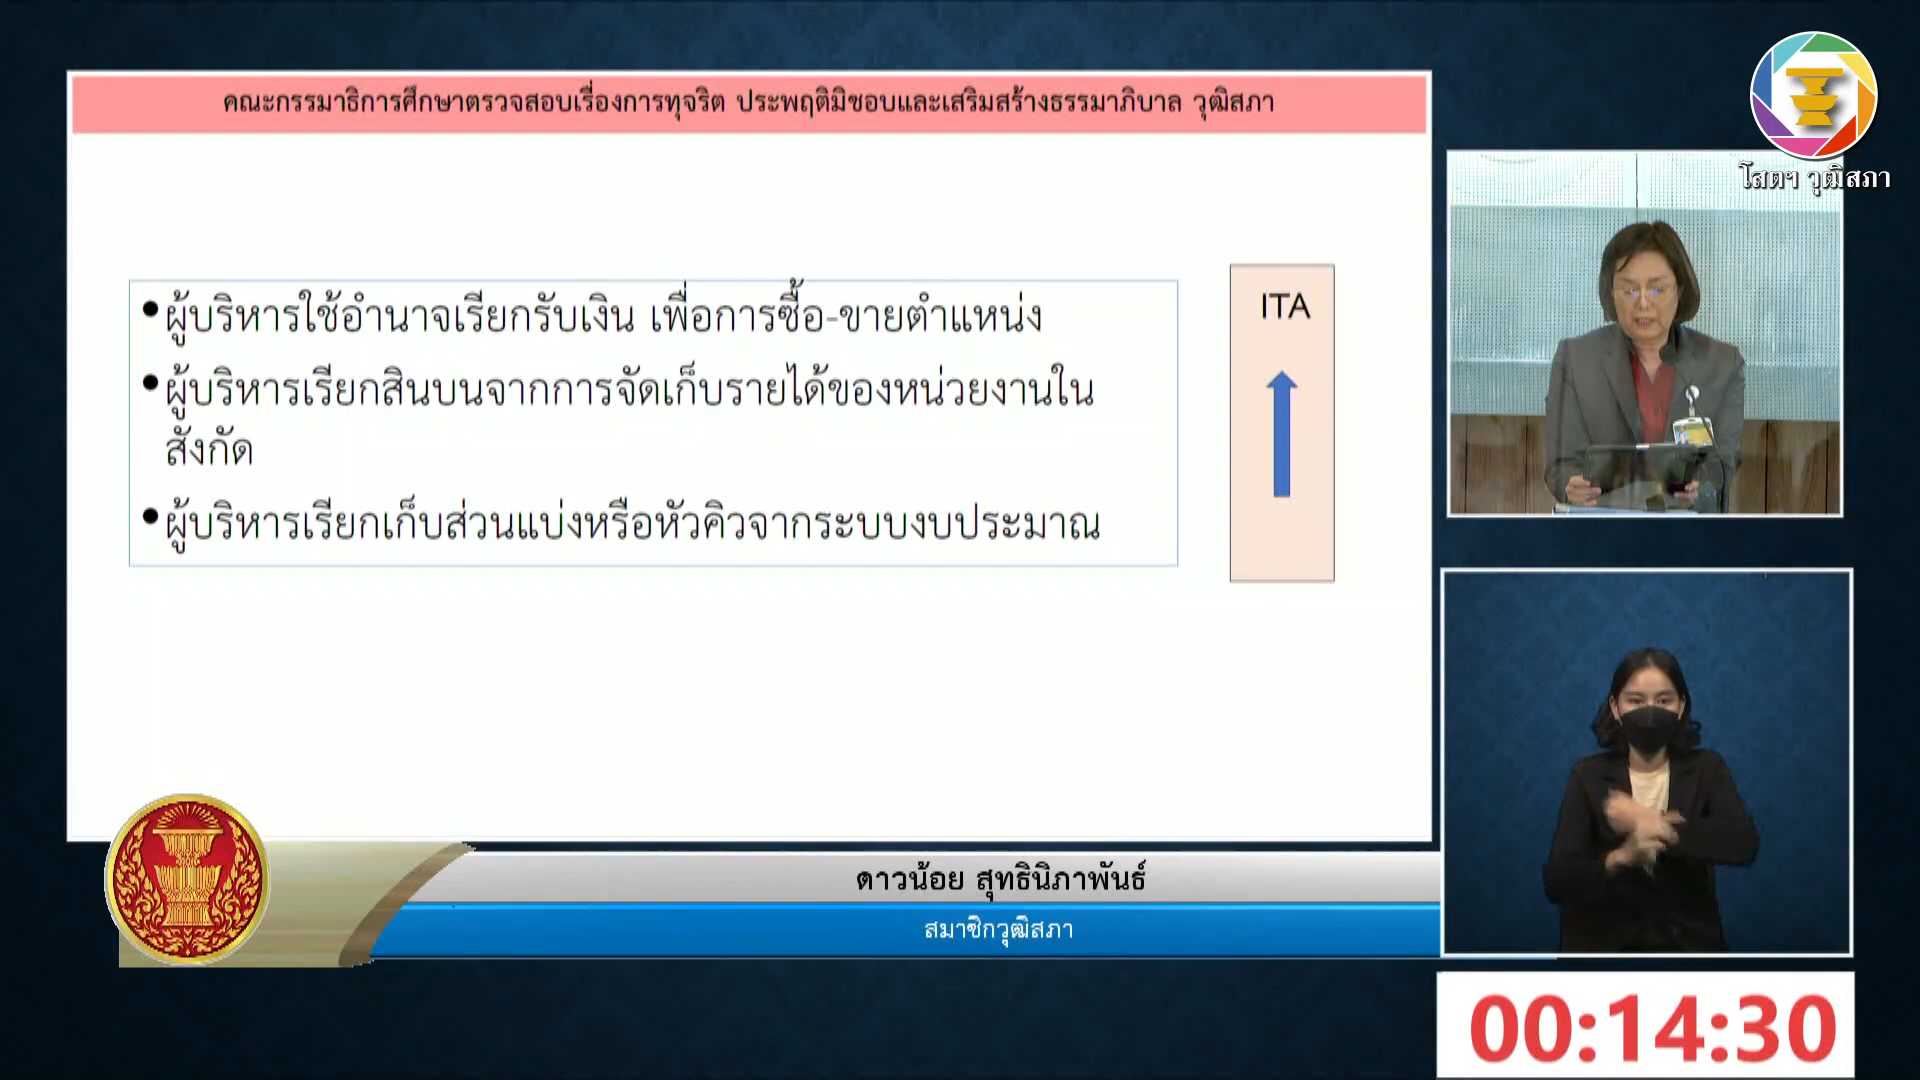 คณะกรรมาธิการศึกษาตรวจสอบเรื่องการทุจริต ประพฤติมิชอบและเสริมสร้างธรรมาภิบาล วุฒิสภา
โสตฯ วุฒิสภา
• ผู้บริหารใช้อำนาจเรียกรับเงิน เพื่อการซื้อ-ขายตำแหน่ง
• ผู้บริหารเรียกสินบนจากการจัดเก็บรายได้ของหน่วยงานใน
สังกัด
• ผู้บริหารเรียกเก็บส่วนแบ่งหรือหัวคิวจากระบบงบประมาณ
ITA
ดาวน้อย สุทธินิภาพันธ์
สมาชิกวุฒิสภา
00:14:30